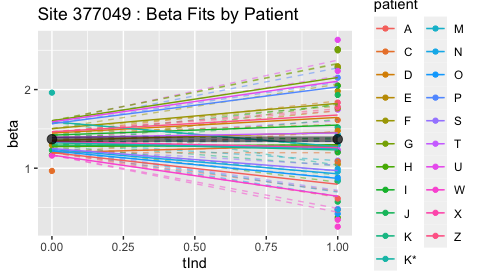 Site 377049 : Beta Fits by Patient
patient
beta
2
1
0.00 0.25 0.50 0.75 1.00
tInd
A
C
D
E
F
G
H
I
J
K
K*
M
N
O
P
S
T
U
W
X
Z